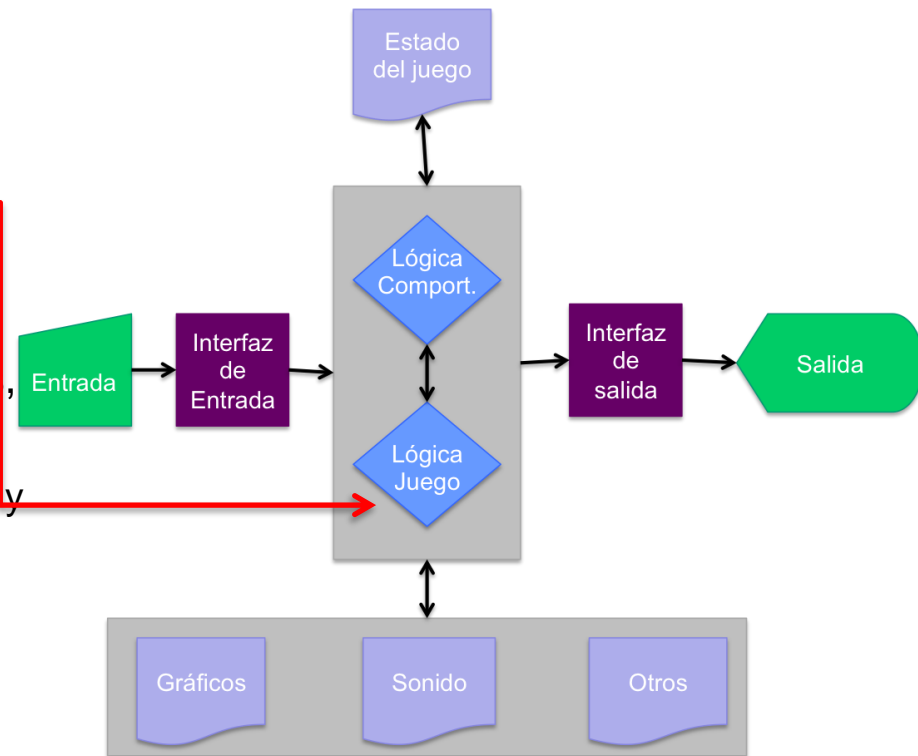 Estado
del juego
Lógica
Comport.
Interfaz
de
Entrada
Interfaz
de
salida
,
Entrada
Salida
Lógica
Juego
y
Gráficos
Sonido
Otros